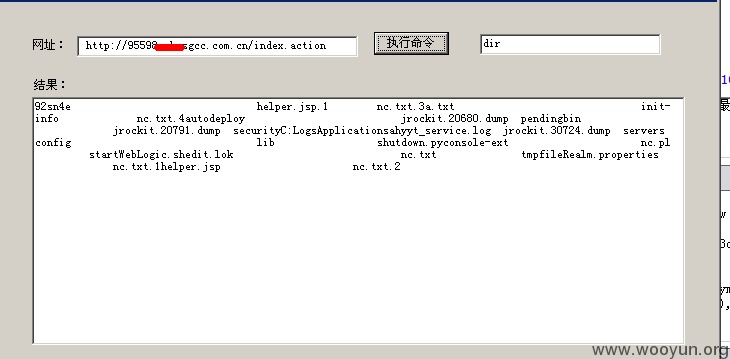 网址： http://95598 sgcc.com.cn/index.action 执行命令 dir
结果：
92sn4e helper.jsp.1 nc.txt.3a.txt init-
info nc.txt.4autodeploy jrockit.20680.dump pendingbin
jrockit.20791.dump securityC:LogsApplicationsahyyt_service.log jrockit.30724.dump servers
config lib shutdown.pyconsole-ext nc.pl
startWebLogic.shedit.lok nc.txt tmpfileRealm.properties
nc.txt.1helper.jsp nc.txt.2
www.wooyun.org